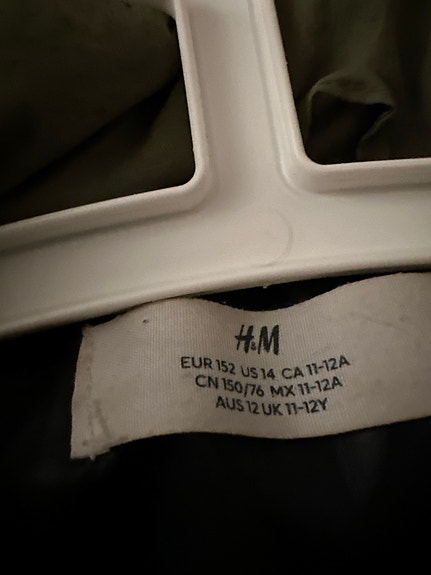 H&M
EUR 152 US 14 CA 11-12A
CN 150/76 MX 11-12A
AUS 12 UK 11-12Y